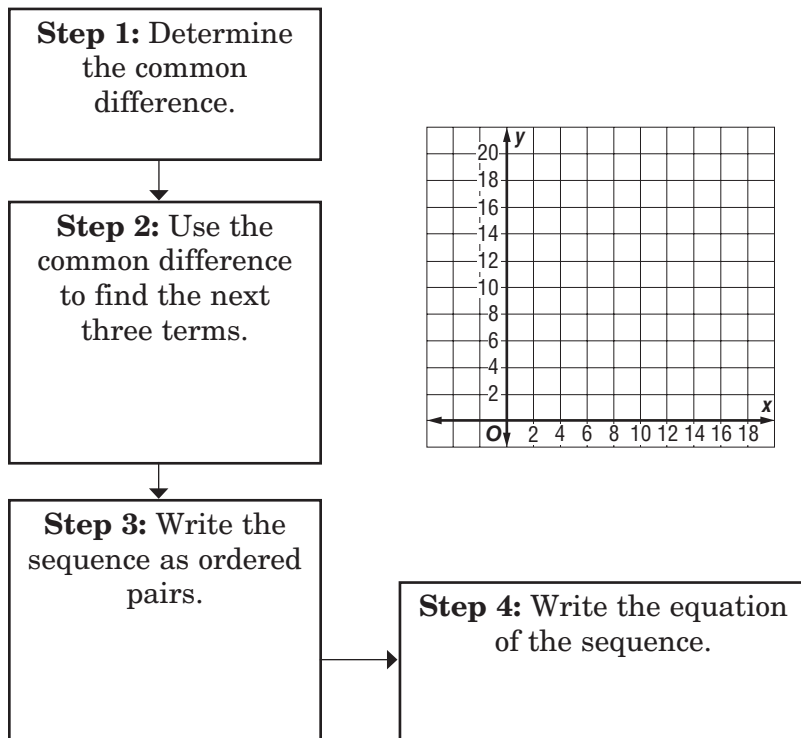 Step 1: Determine
the common
difference.
Step 2: Use the
common difference
to find the next
three terms.
Step 3: Write the
sequence as ordered
pairs.
Step 4: Write the equation
of the sequence.
y
20
18
16
14
12
10
8
6
4
2
x
O 2 4 6 8 10 12 14 16 18